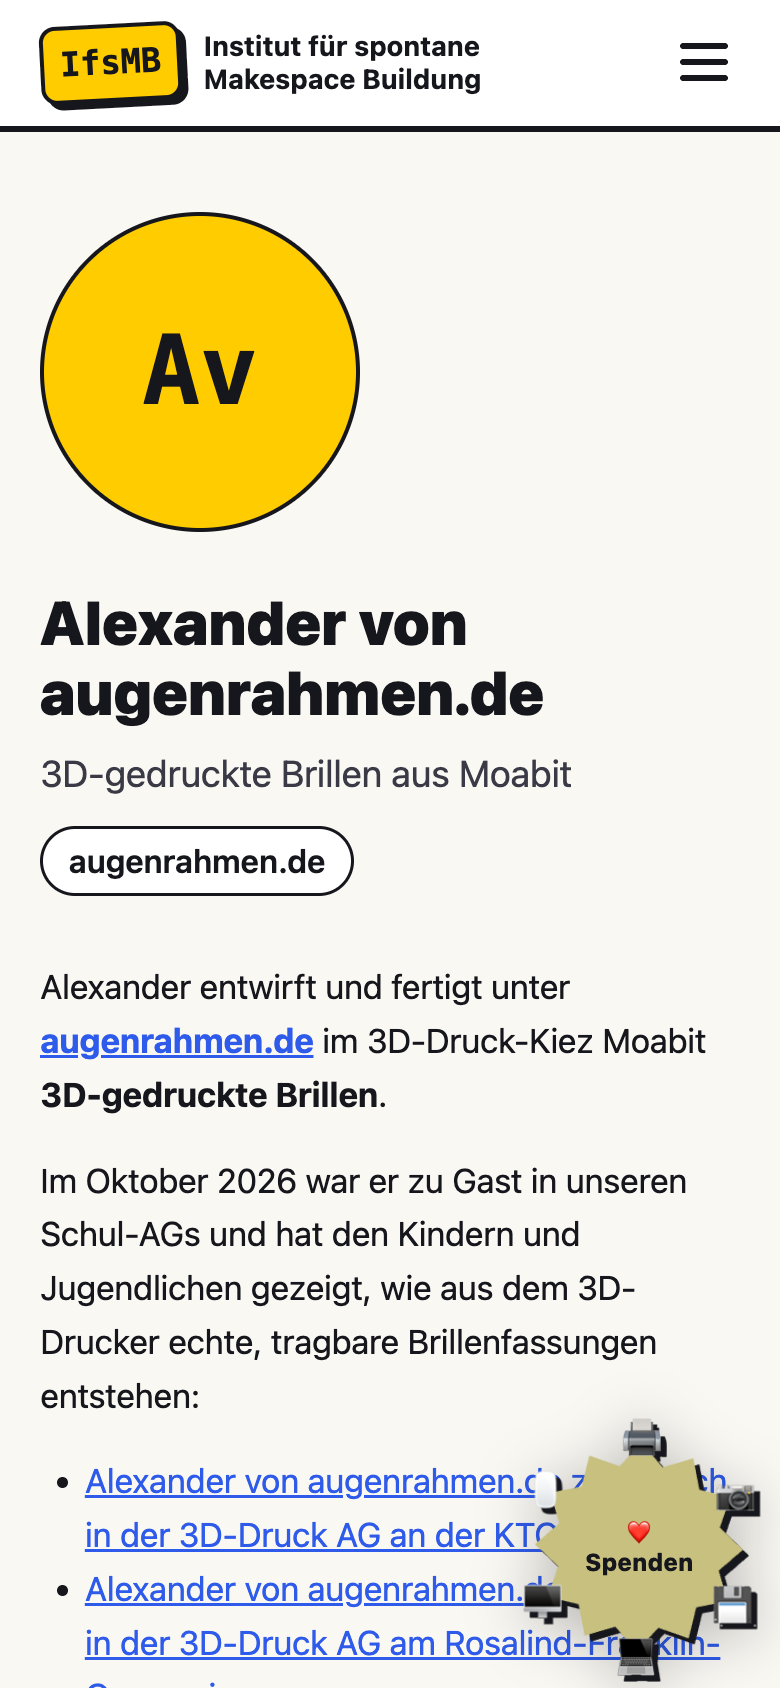 IfsMB
Institut für spontane
Makespace Buildung
Av
Alexander von
augenrahmen.de
3D-gedruckte Brillen aus Moabit
augenrahmen.de
Alexander entwirft und fertigt unter
augenrahmen.de im 3D-Druck-Kiez Moabit
3D-gedruckte Brillen.
Im Oktober 2026 war er zu Gast in unseren
Schul-AGs und hat den Kindern und
Jugendlichen gezeigt, wie aus dem 3D-
Drucker echte, tragbare Brillenfassungen
entstehen:
Alexander von augenrahmen.de
in der 3D-Druck AG an der
Alexander von
in der 3D-Druck AG am Rosalind-Franklin-
❤️
Spenden